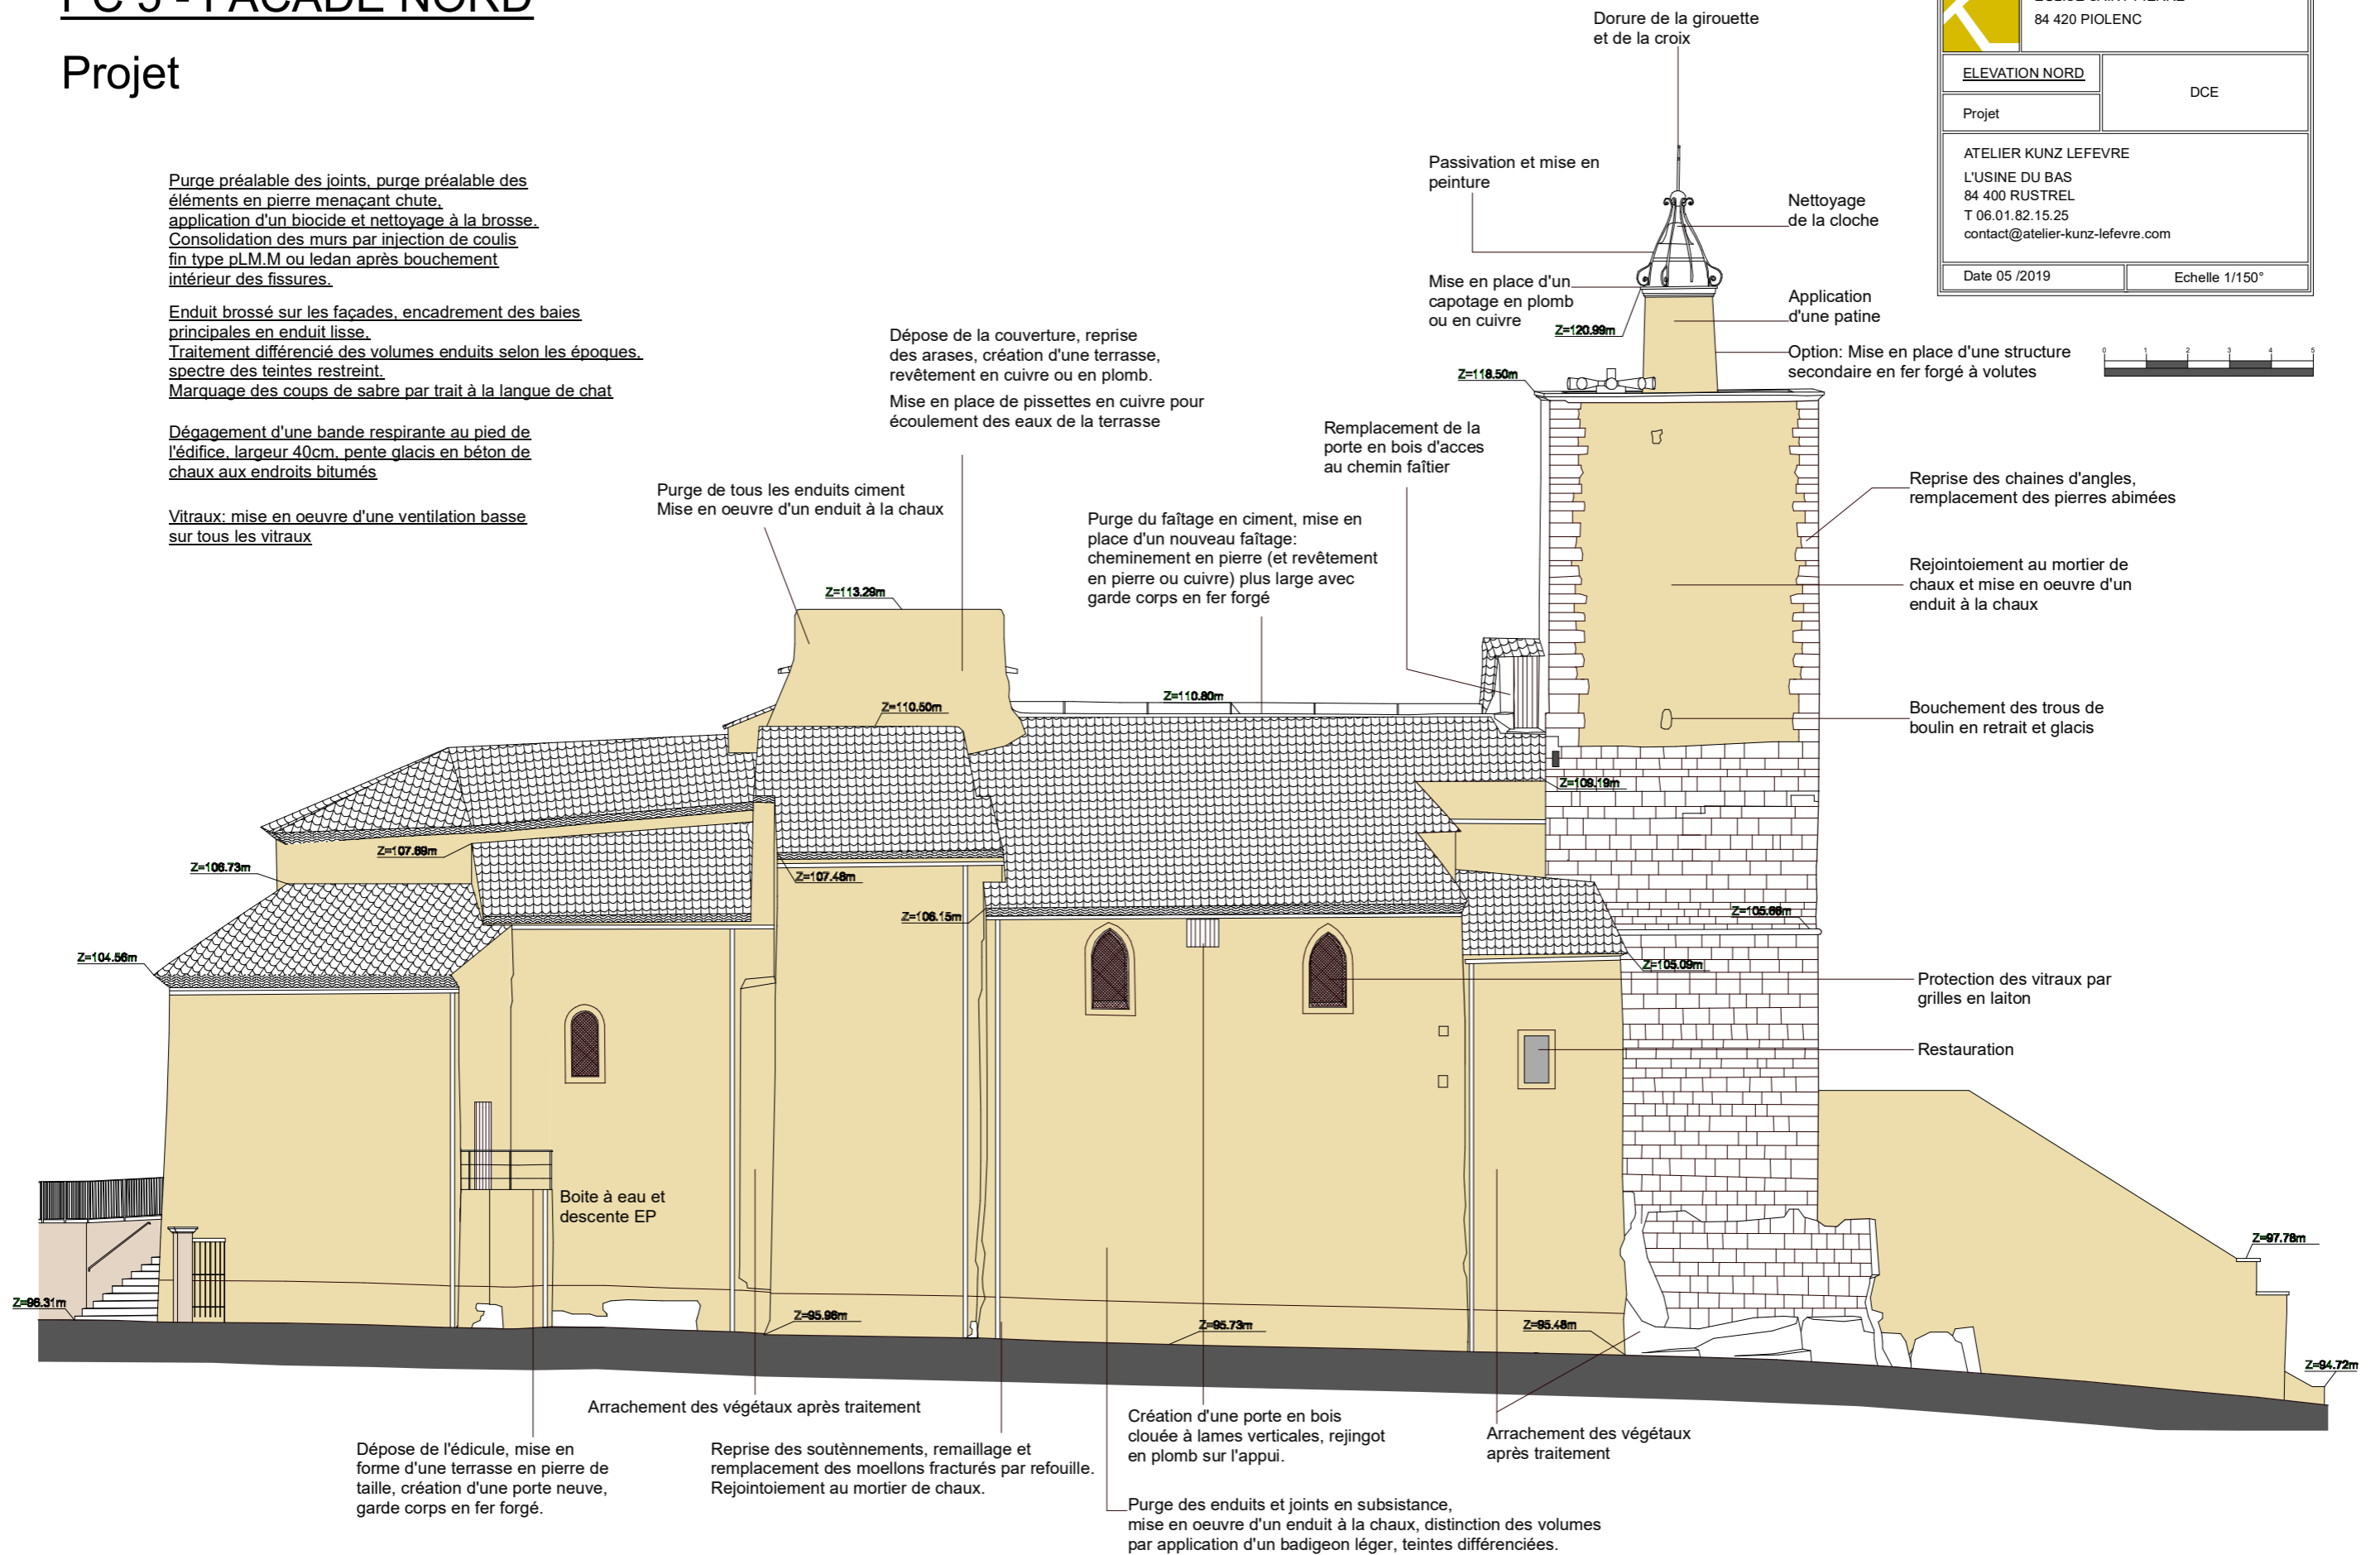 PC 5 - FACADE NORD
Projet
84 420 PIOLENC
ELEVATION NORD
DCE
Projet
ATELIER KUNZ LEFEVRE
L'USINE DU BAS
84 400 RUSTREL
T 06.01.82.15.25
contact@atelier-kunz-lefevre.com
Date 05 /2019
Echelle 1/150°
0 1 2 3 4 5
Purge préalable des joints, purge préalable des
éléments en pierre menaçant chute,
application d'un biocide et nettoyage à la brosse.
Consolidation des murs par injection de coulis
fin type pLM.M ou ledan après bouchement
intérieur des fissures.
Enduit brossé sur les façades, encadrement des baies
principales en enduit lisse.
Traitement différencié des volumes enduits selon les époques,
spectre des teintes restreint.
Marquage des coups de sabre par trait à la langue de chat
Dégagement d'une bande respirante au pied de
l'édifice, largeur 40cm, pente glacis en béton de
chaux aux endroits bitumés
Vitraux: mise en oeuvre d'une ventilation basse
sur tous les vitraux
Dorure de la girouette
et de la croix
Passivation et mise en
peinture
Nettoyage
de la cloche
Mise en place d'un
capotage en plomb
ou en cuivre
Z=120.99m
Application
d'une patine
Option: Mise en place d'une structure
secondaire en fer forgé à volutes
Z=118.50m
Dépose de la couverture, reprise
des arases, création d'une terrasse,
revêtement en cuivre ou en plomb.
Mise en place de pissettes en cuivre pour
écoulement des eaux de la terrasse
Remplacement de la
porte en bois d'acces
au chemin faîtier
Purge de tous les enduits ciment
Mise en oeuvre d'un enduit à la chaux
Purge du faîtage en ciment, mise en
place d'un nouveau faîtage:
cheminement en pierre (et revêtement
en pierre ou cuivre) plus large avec
garde corps en fer forgé
Reprise des chaines d'angles,
remplacement des pierres abimées
Rejointoiement au mortier de
chaux et mise en oeuvre d'un
enduit à la chaux
Bouchement des trous de
boulin en retrait et glacis
Z=113.29m
Z=110.50m
Z=110.80m
Z=109.19m
Z=107.69m
Z=106.73m
Z=107.48m
Z=106.15m
Z=105.66m
Z=104.56m
Z=105.09m
Protection des vitraux par
grilles en laiton
Restauration
Boite à eau et
descente EP
Z=97.78m
Z=96.31m
Z=95.96m
Z=95.73m
Z=95.48m
Z=94.72m
Arrachement des végétaux après traitement
Dépose de l'édicule, mise en
forme d'une terrasse en pierre de
taille, création d'une porte neuve,
garde corps en fer forgé.
Reprise des soutènnements, remaillage et
remplacement des moellons fracturés par refouille.
Rejointoiement au mortier de chaux.
Création d'une porte en bois
clouée à lames verticales, rejingot
en plomb sur l'appui.
Arrachement des végétaux
après traitement
Purge des enduits et joints en subsistance,
mise en oeuvre d'un enduit à la chaux, distinction des volumes
par application d'un badigeon léger, teintes différenciées.